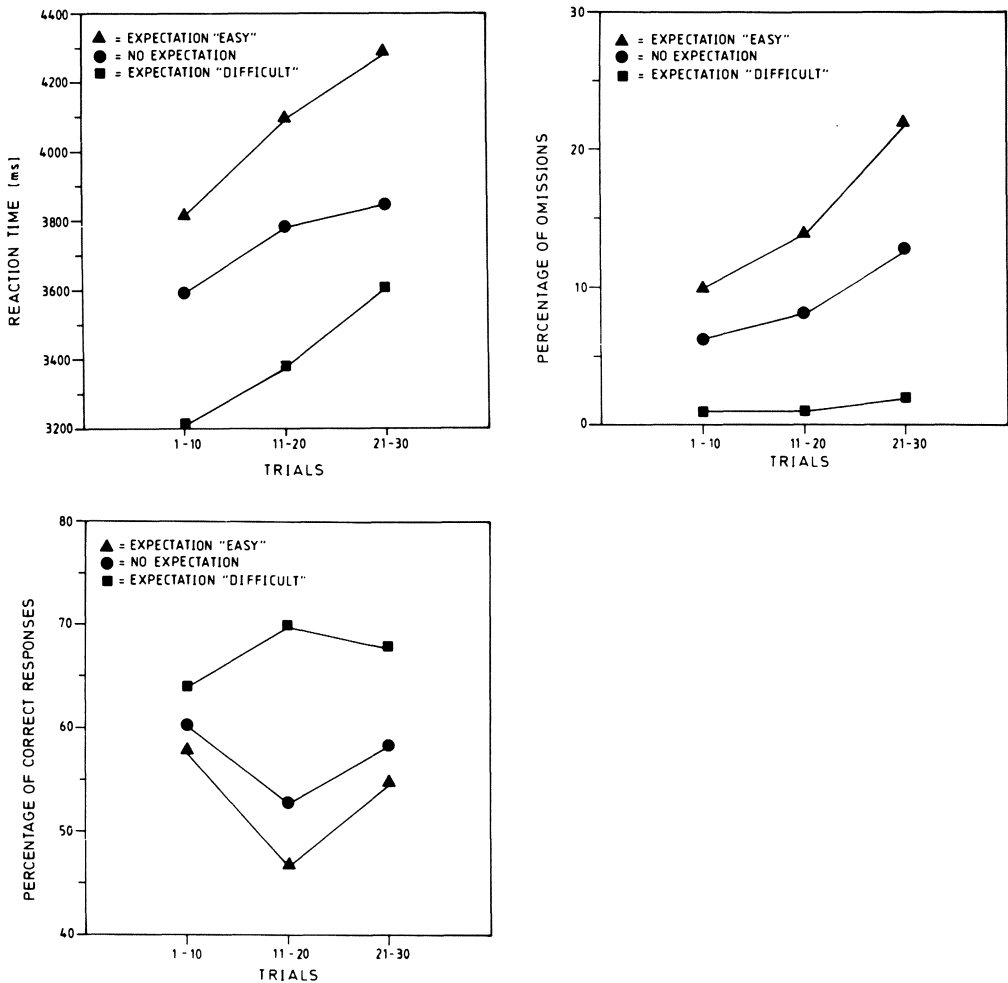 4400
4200
4000
3800
3600
3400
3200
REACTION TIME [ms]
▲ = EXPECTATION "EASY"
● = NO EXPECTATION
■ = EXPECTATION "DIFFICULT"
1-10 11-20 21-30
TRIALS
30
20
10
0
PERCENTAGE OF OMISSIONS
▲ = EXPECTATION "EASY"
● = NO EXPECTATION
■ = EXPECTATION "DIFFICULT"
1-10 11-20 21-30
TRIALS
80
70
60
50
40
PERCENTAGE OF CORRECT RESPONSES
▲ = EXPECTATION "EASY"
● = NO EXPECTATION
■ = EXPECTATION "DIFFICULT"
1-10 11-20 21-30
TRIALS